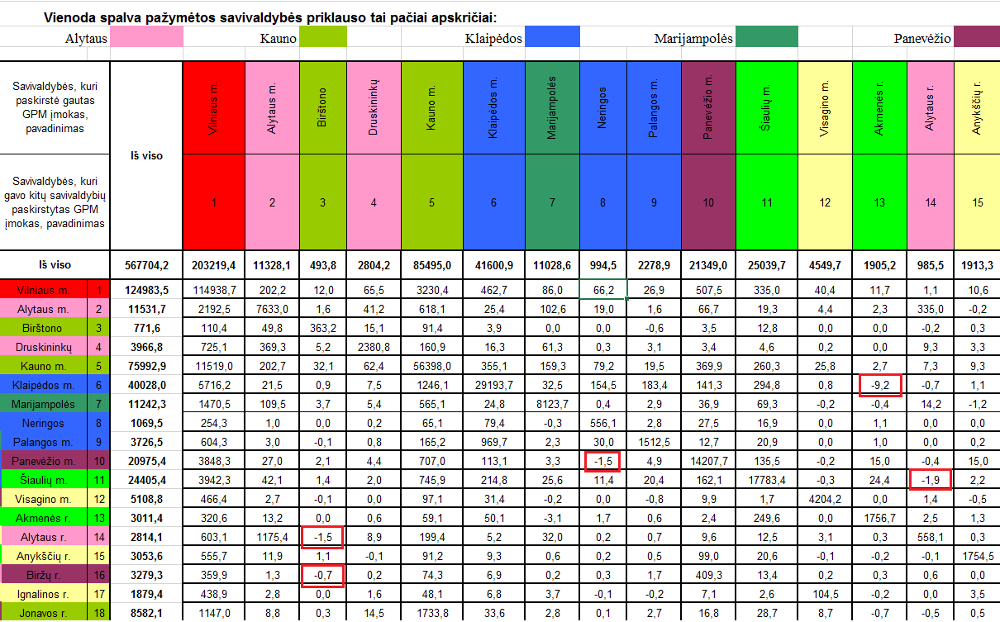 Vienoda spalva pažymėtos savivaldybės priklauso tai pačiai apskričiai:
Alytaus Kauno Klaipėdos Marijampolės Panevėžio
Savivaldybės, kuri
paskirstė gautas
GPM įmokas,
pavadinimas
Iš viso
Vilniaus m. Alytaus m. Birštono Druskininkų Kauno m. Klaipėdos m. Marijampolės Neringos Palangos m. Panevėžio m. Šiaulių m. Visagino m. Akmenės r. Alytaus r. Anykščių r.
Savivaldybės, kuri
gavo kitų savivaldybių
paskirstytas GPM
įmokas, pavadinimas
1 2 3 4 5 6 7 8 9 10 11 12 13 14 15
Iš viso 567704,2 203219,4 11328,1 493,8 2804,2 85495,0 41600,9 11028,6 994,5 2278,9 21349,0 25039,7 4549,7 1905,2 985,5 1913,3
Vilniaus m. 1 124983,5 114938,7 202,2 12,0 65,5 3230,4 462,7 86,0 66,2 26,9 507,5 335,0 40,4 11,7 1,1 10,6
Alytaus m. 2 11531,7 2192,5 7633,0 1,6 41,2 618,1 25,4 102,6 19,0 1,6 66,7 19,3 4,4 2,3 335,0 -0,2
Birštono 3 771,6 110,4 49,8 363,2 15,1 91,4 3,9 0,0 0,0 -0,6 3,5 12,8 0,0 0,0 -0,2 0,3
Druskininkų 4 3966,8 725,1 369,3 5,2 2380,8 160,9 16,3 61,3 0,3 3,1 3,4 4,6 0,2 0,0 9,3 3,3
Kauno m. 5 75992,9 11519,0 202,7 32,1 62,4 56398,0 355,1 159,3 79,2 19,5 369,9 260,3 25,8 2,7 7,3 9,3
Klaipėdos m. 6 40028,0 5716,2 21,5 0,9 7,5 1246,1 29193,7 32,5 154,5 183,4 141,3 294,8 0,8 -9,2 -0,7 1,1
Marijampolės 7 11242,3 1470,5 109,5 3,7 5,4 565,1 24,8 8123,7 0,4 2,9 36,9 69,3 -0,2 -0,4 14,2 -1,2
Neringos 8 1069,5 254,3 1,0 0,0 0,2 65,1 79,4 -0,3 556,1 2,8 27,5 16,9 0,0 1,1 0,0 0,0
Palangos m. 9 3726,5 604,3 3,0 -0,1 0,8 165,2 969,7 2,3 30,0 1512,5 12,7 20,9 0,0 1,0 0,0 0,2
Panevėžio m. 10 20975,4 3848,3 27,0 2,1 4,4 707,0 113,1 3,3 -1,5 4,9 14207,7 135,5 -0,2 15,0 -0,4 15,0
Šiaulių m. 11 24405,4 3942,3 42,1 1,4 2,0 745,9 214,8 25,6 11,4 20,4 162,1 17783,4 -0,3 24,4 -1,9 2,2
Visagino m. 12 5108,8 466,4 2,7 -0,1 0,0 97,1 31,4 -0,2 0,0 -0,8 9,9 1,7 4204,2 0,0 1,4 -0,5
Akmenės r. 13 3011,4 320,6 13,2 0,0 0,6 59,1 50,1 -3,1 1,7 0,6 2,4 249,6 0,0 1756,7 2,5 1,3
Alytaus r. 14 2814,1 603,1 1175,4 -1,5 8,9 199,4 5,2 32,0 0,2 0,7 9,6 12,5 3,1 0,3 558,1 0,3
Anykščių r. 15 3053,6 555,7 11,9 1,1 -0,1 91,2 9,3 0,6 0,2 0,5 99,0 20,6 -0,1 -0,2 -0,1 1754,5
Biržų r. 16 3279,3 359,9 1,3 -0,7 0,2 74,3 6,9 0,2 0,3 1,7 409,3 13,4 0,2 0,3 0,6 0,0
Ignalinos r. 17 1879,4 438,9 2,8 0,0 1,6 48,1 6,8 3,7 -0,1 -0,2 7,1 2,6 104,5 -0,2 0,0 3,5
Jonavos r. 18 8582,1 1147,0 8,8 0,3 14,5 1733,8 33,6 2,8 0,1 2,7 16,8 28,7 8,7 -0,7 -0,5 0,5